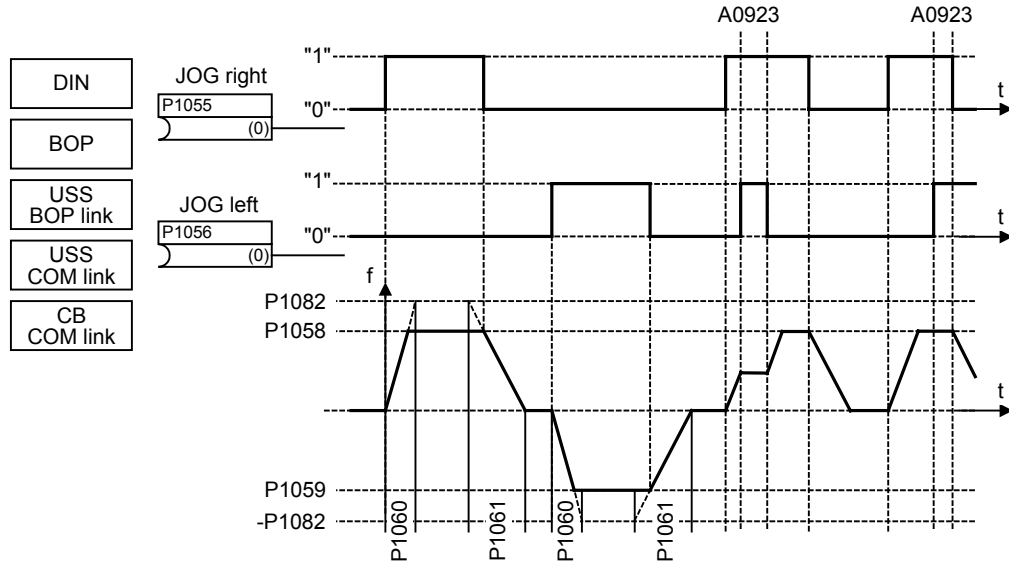 A0923 A0923
DIN
BOP
USS
BOP link
USS
COM link
CB
COM link
JOG right
P1055
(0)
"1"
"0"
t
JOG left
P1056
(0)
"1"
"0"
t
f
P1082
P1058
t
P1059
-P1082
P1060
P1061
P1060
P1061